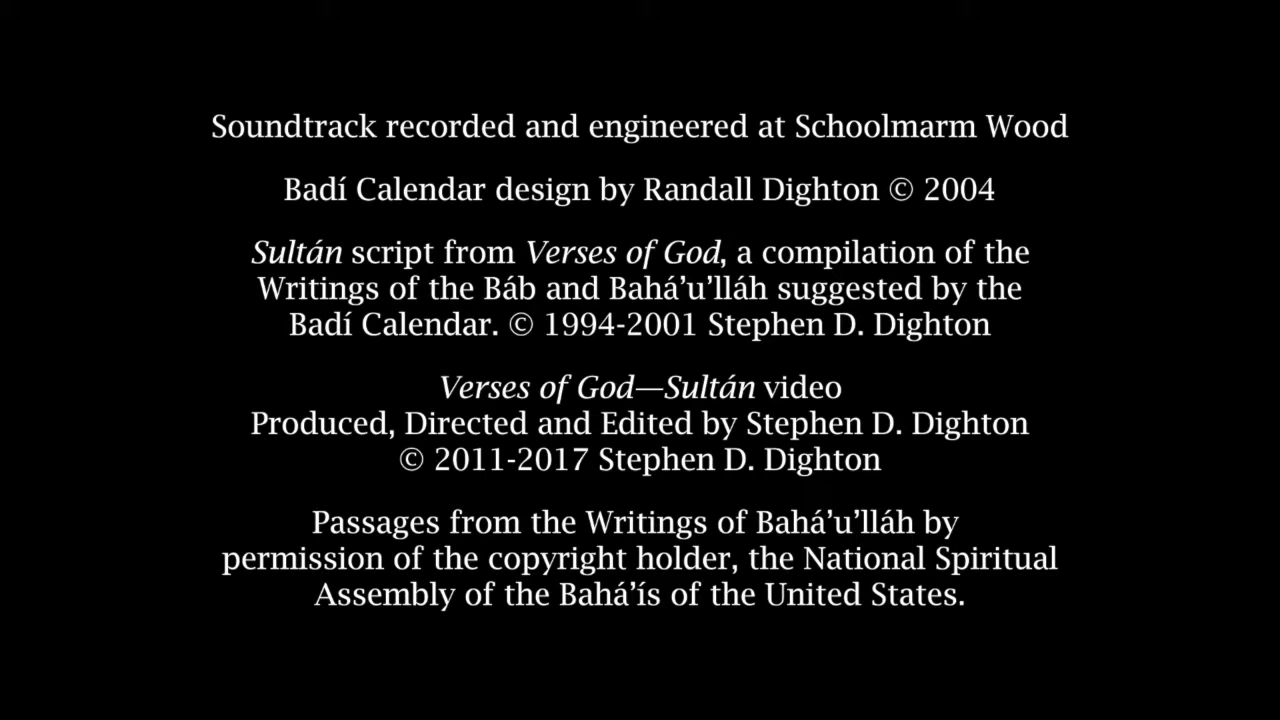 Soundtrack recorded and engineered at Schoolmarm Wood
Badí Calendar design by Randall Dighton © 2004
Sultán script from Verses of God, a compilation of the
Writings of the Báb and Bahá’u’lláh suggested by the
Badí Calendar. © 1994-2001 Stephen D. Dighton
Verses of God—Sultán video
Produced, Directed and Edited by Stephen D. Dighton
© 2011-2017 Stephen D. Dighton
Passages from the Writings of Bahá’u’lláh by
permission of the copyright holder, the National Spiritual
Assembly of the Bahá’ís of the United States.